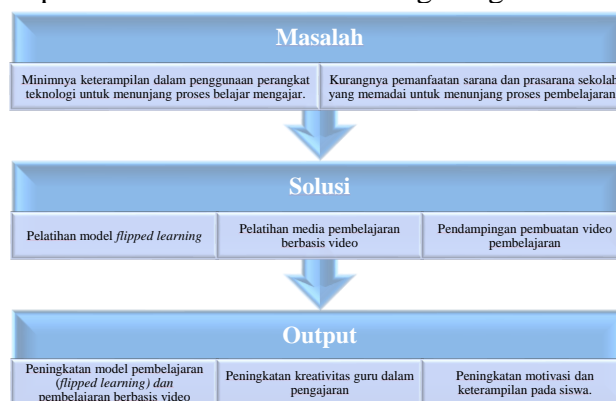 Masalah
Minimnya keterampilan dalam penggunaan perangkat
teknologi untuk menunjang proses belajar mengajar.
Kurangnya pemanfaatan sarana dan prasarana sekolah
yang memadai untuk menunjang proses pembelajaran
Solusi
Pelatihan model flipped learning
Pelatihan media pembelajaran
berbasis video
Pendampingan pembuatan video
pembelajaran
Output
Peningkatan model pembelajaran
(flipped learning) dan
pembelajaran berbasis video
Peningkatan kreativitas guru dalam
pengajaran
Peningkatan motivasi dan
keterampilan pada siswa.